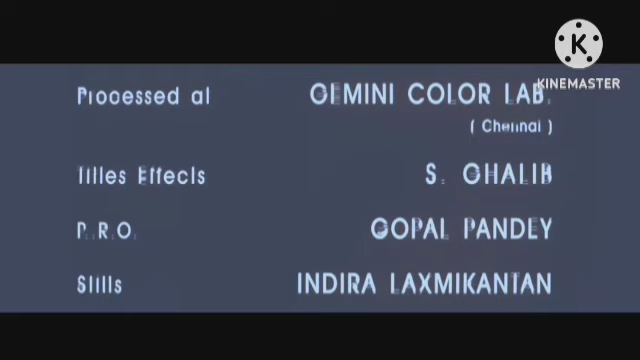 KINEMASTER
Processed at GEMINI COLOR LAB.
( Chennai )
Titles Effects S. GHALIB
P.R.O. GOPAL PANDEY
Stills INDIRA LAXMIKANTAN